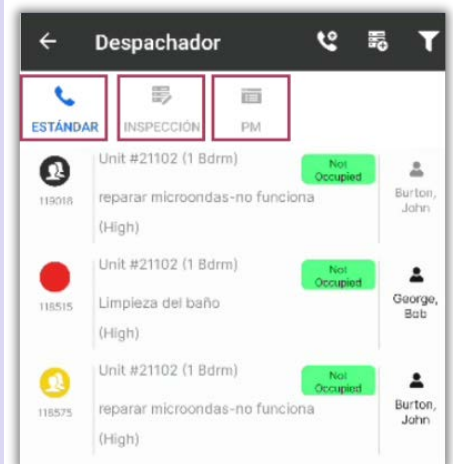 Despachador
ESTÁNDAR
INSPECCIÓN
PM
Unit #21102 (1 Bdrm)
Not
Occupied
119018
reparar microondas-no funciona
Burton,
John
(High)
Unit #21102 (1 Bdrm)
Not
Occupied
118515
Limpieza del baño
George,
Bob
(High)
Unit #21102 (1 Bdrm)
Not
Occupied
118575
reparar microondas-no funciona
Burton,
John
(High)